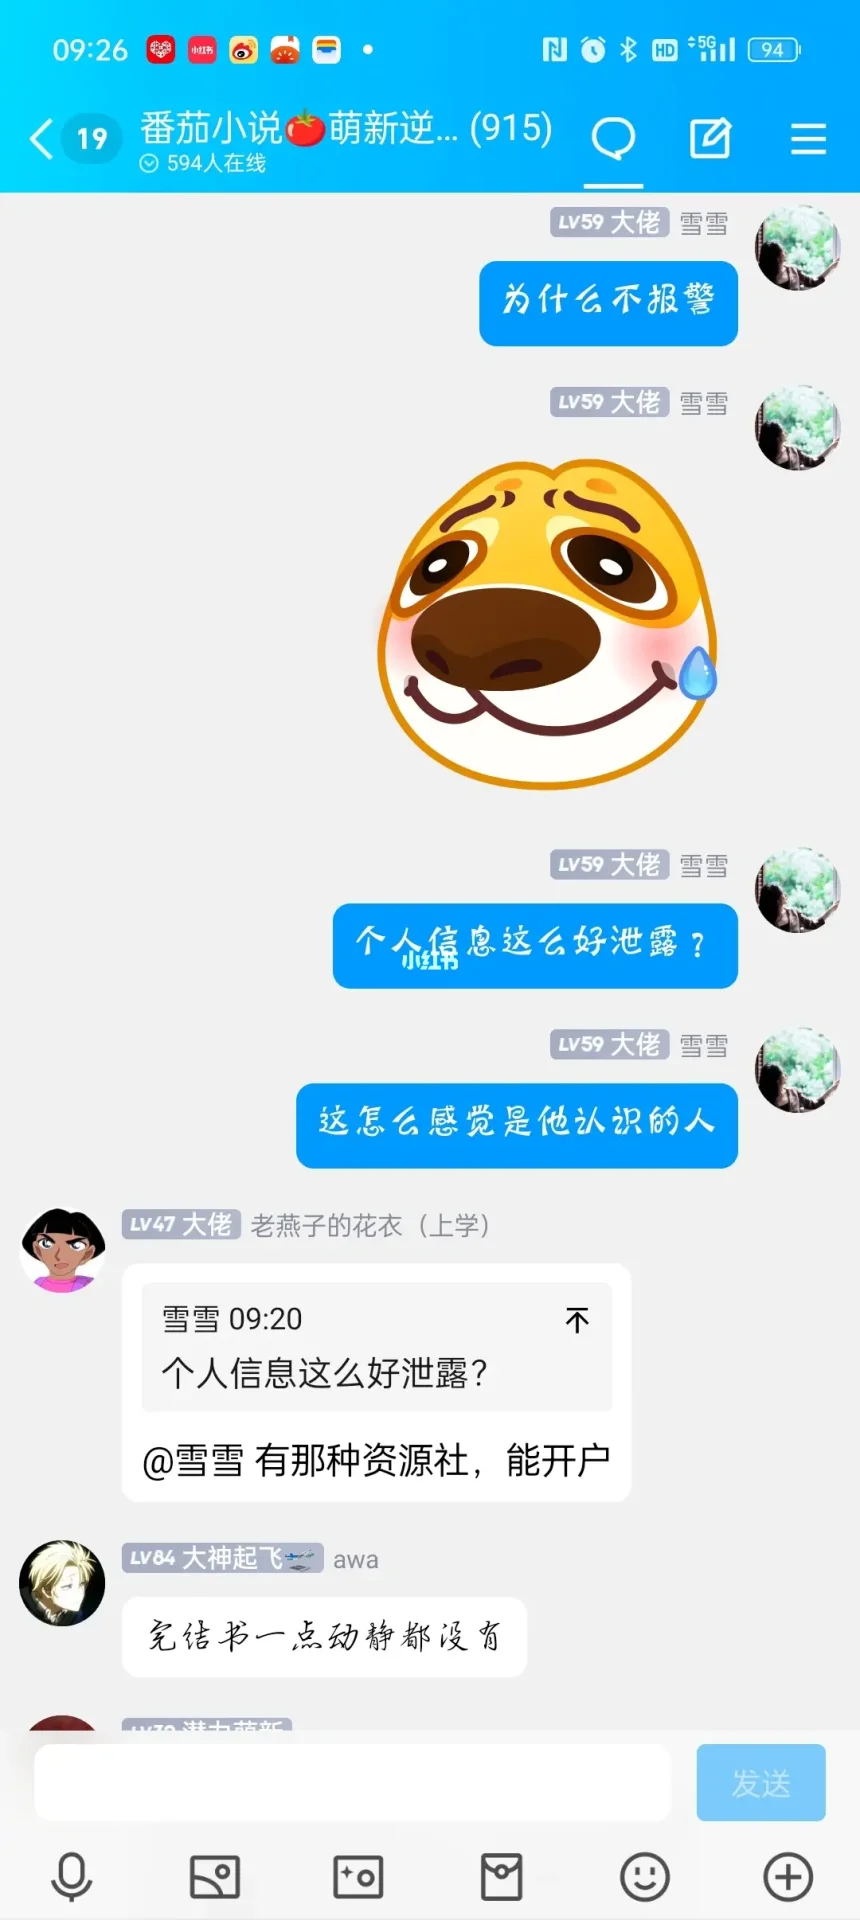 09:26
小红书
HD
5G
94
19
番茄小说🍅萌新逆… (915)
594人在线
LV59 大佬 雪雪
为什么不报警
LV59 大佬 雪雪
LV59 大佬 雪雪
个人信息这么好泄露？
小红书
LV59 大佬 雪雪
这怎么感觉是他认识的人
LV47 大佬 老燕子的花衣（上学）
雪雪 09:20
个人信息这么好泄露？
@雪雪 有那种资源社，能开户
LV84 大神起飞🛫 awa
完结书一点动静都没有
潜力萌新
发送